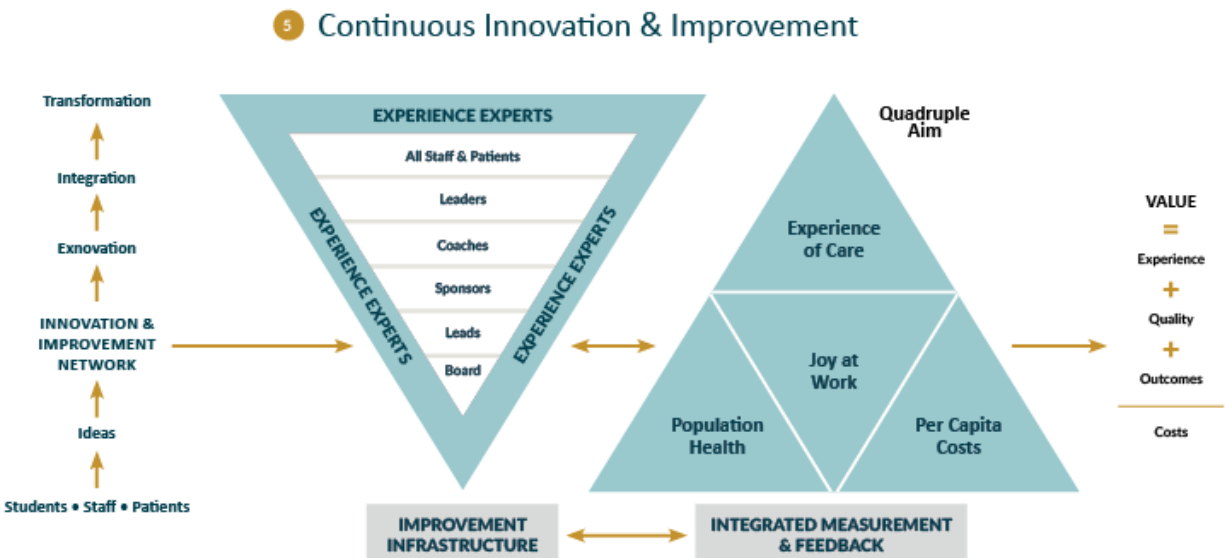 5 Continuous Innovation & Improvement
Transformation
Integration
Exnovation
INNOVATION &
IMPROVEMENT
NETWORK
Ideas
Students • Staff • Patients
EXPERIENCE EXPERTS
EXPERIENCE EXPERTS
EXPERIENCE EXPERTS
All Staff & Patients
Leaders
Coaches
Sponsors
Leads
Board
IMPROVEMENT
INFRASTRUCTURE
Quadruple
Aim
Experience
of Care
Joy at
Work
Population
Health
Per Capita
Costs
INTEGRATED MEASUREMENT
& FEEDBACK
VALUE
=
Experience
+
Quality
+
Outcomes
Costs